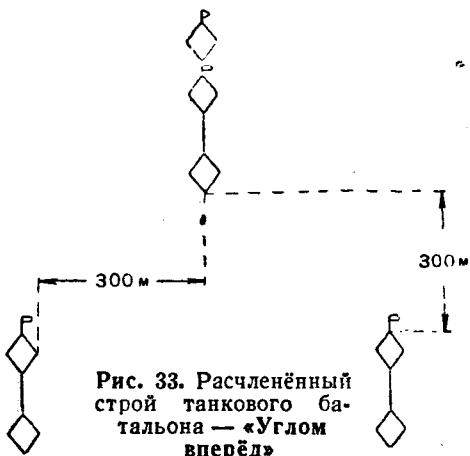 300 м
300 м
Рис. 33. Расчленённый
строй танкового ба-
тальона — «Углом
вперёд»